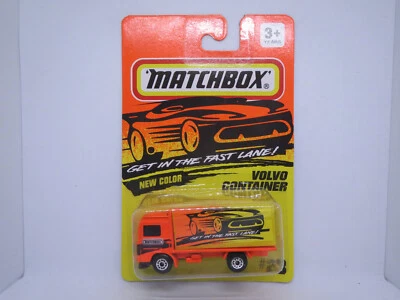 3+
MATCHBOX®
GET IN THE FAST LANE!
NEW COLOR
VOLVO
CONTAINER
GET IN THE FAST LANE!